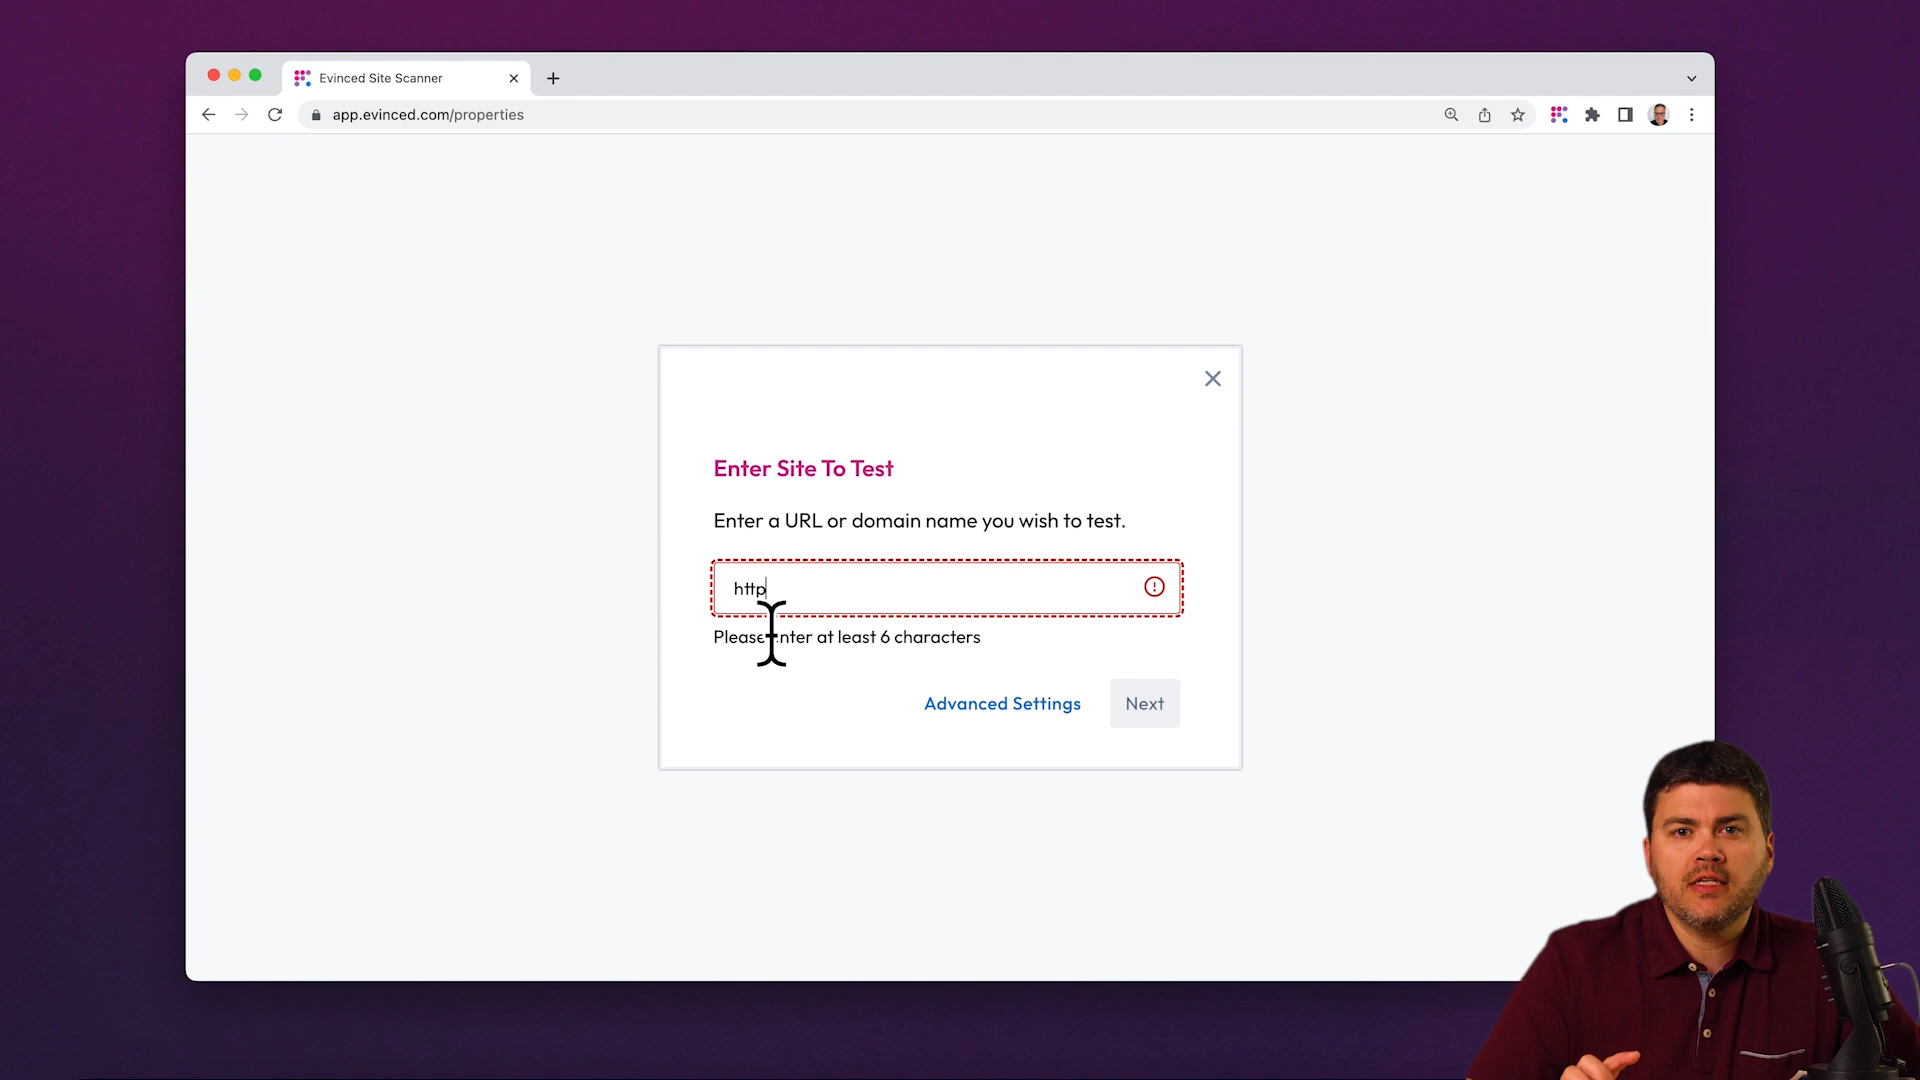 Evinced Site Scanner
app.evinced.com/properties
Enter Site To Test
Enter a URL or domain name you wish to test.
http
Please nter at least 6 characters
Advanced Settings
Next